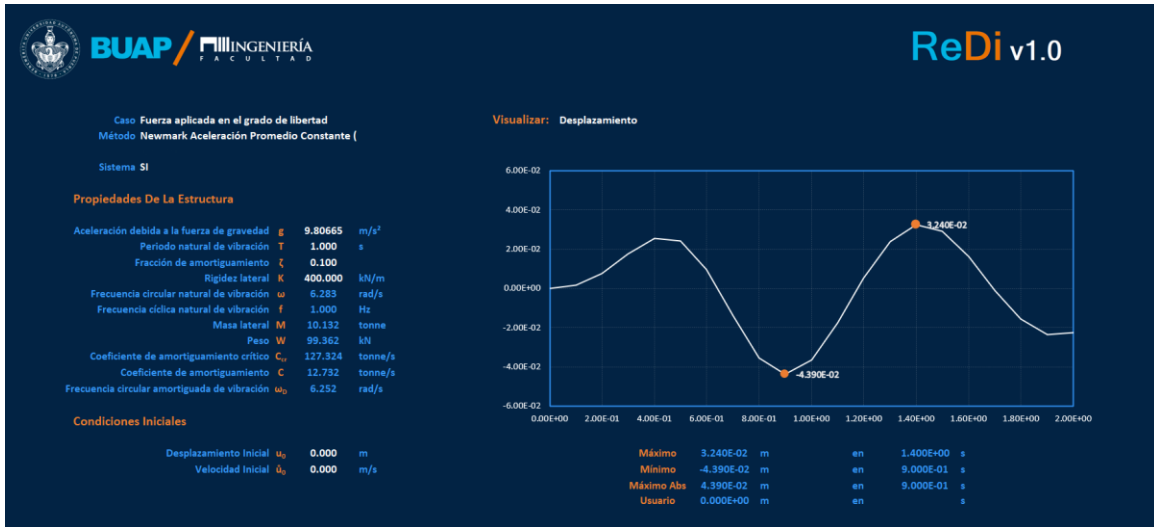 BUAP / INGENIERÍA
FACULTAD
ReDi v1.0
Caso Fuerza aplicada en el grado de libertad
Método Newmark Aceleración Promedio Constante (
Sistema SI
Propiedades De La Estructura
Aceleración debida a la fuerza de gravedad g 9.80665 m/s²
Periodo natural de vibración T 1.000 s
Fracción de amortiguamiento ζ 0.100
Rigidez lateral K 400.000 kN/m
Frecuencia circular natural de vibración ω 6.283 rad/s
Frecuencia cíclica natural de vibración f 1.000 Hz
Masa lateral M 10.132 tonne
Peso W 99.362 kN
Coeficiente de amortiguamiento crítico Ccr 127.324 tonne/s
Coeficiente de amortiguamiento C 12.732 tonne/s
Frecuencia circular amortiguada de vibración ωD 6.252 rad/s
Condiciones Iniciales
Desplazamiento Inicial u₀ 0.000 m
Velocidad Inicial û₀ 0.000 m/s
Visualizar: Desplazamiento
6.00E-02
4.00E-02
2.00E-02
0.00E+00
-2.00E-02
-4.00E-02
-6.00E-02
3.240E-02
-4.390E-02
0.00E+00 2.00E-01 4.00E-01 6.00E-01 8.00E-01 1.00E+00 1.20E+00 1.40E+00 1.60E+00 1.80E+00 2.00E+00
Máximo 3.240E-02 m en 1.400E+00 s
Mínimo -4.390E-02 m en 9.000E-01 s
Máximo Abs 4.390E-02 m en 9.000E-01 s
Usuario 0.000E+00 m en s